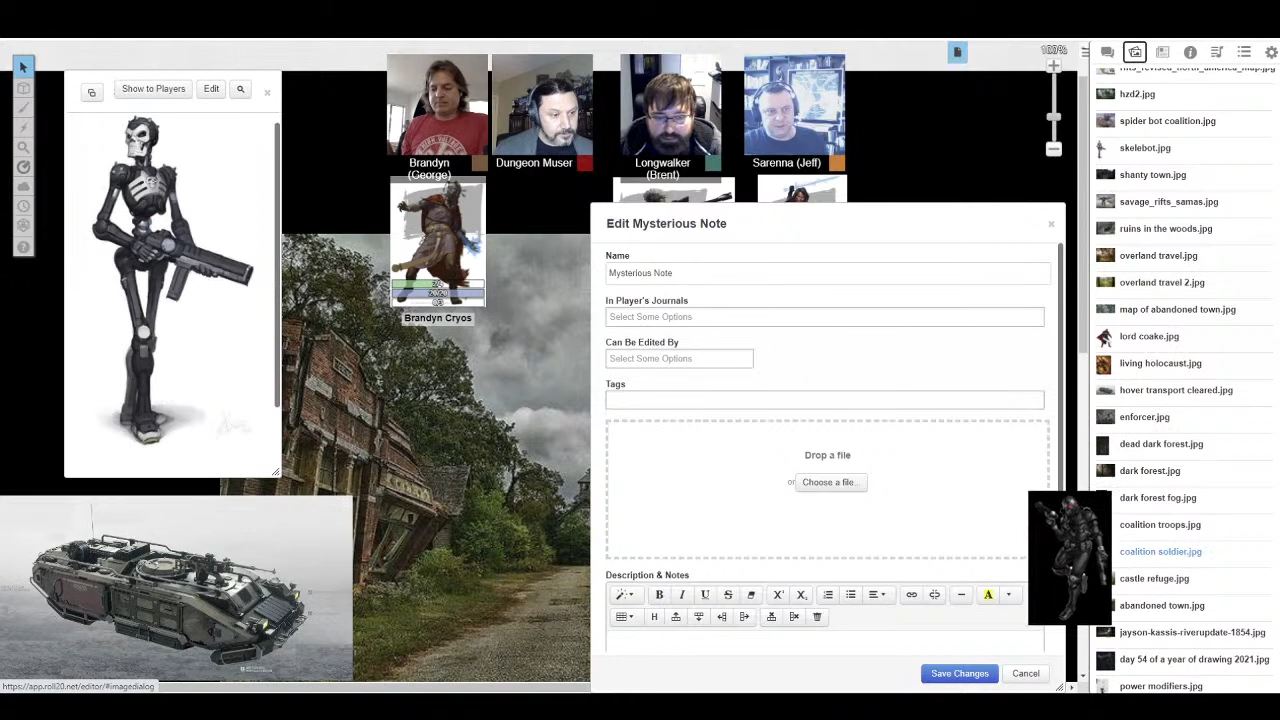 100%
Show to Players Edit
Brandyn
(George)
Dungeon Muser
Longwalker
(Brent)
Sarenna (Jeff)
Brandyn Cryos
Edit Mysterious Note
Name
Mysterious Note
In Player's Journals
Select Some Options
Can Be Edited By
Select Some Options
Tags
Drop a file
or Choose a file...
Description & Notes
B I U S X¹ X₁
H A
Save Changes Cancel
hzd2.jpg
spider bot coalition.jpg
skelebot.jpg
shanty town.jpg
savage_rifts_samas.jpg
ruins in the woods.jpg
overland travel.jpg
overland travel 2.jpg
map of abandoned town.jpg
lord coake.jpg
living holocaust.jpg
hover transport cleared.jpg
enforcer.jpg
dead dark forest.jpg
dark forest.jpg
dark forest fog.jpg
coalition troops.jpg
coalition soldier.jpg
castle refuge.jpg
abandoned town.jpg
jayson-kassis-riverupdate-1854.jpg
day 54 of a year of drawing 2021.jpg
power modifiers.jpg
https://app.roll20.net/editor/#imagedialog